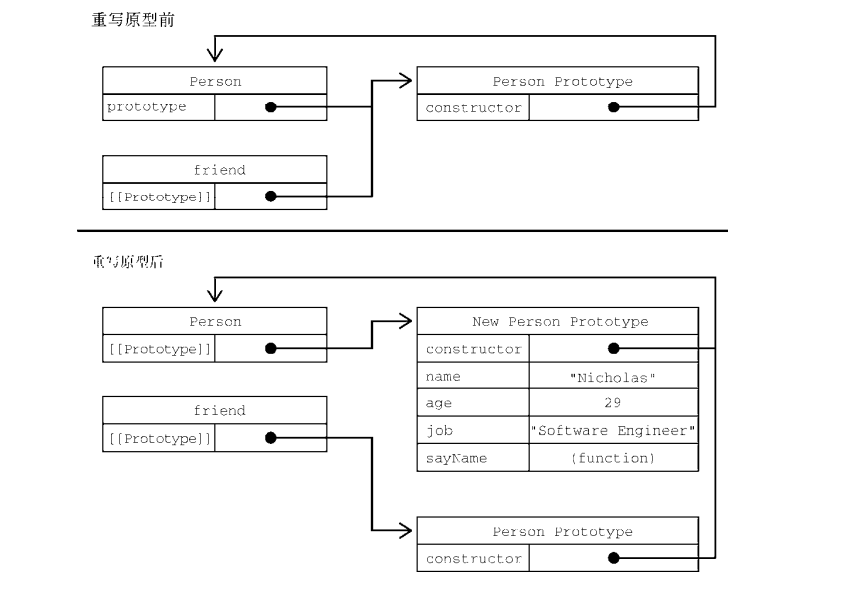 重写原型前
Person
prototype
Person Prototype
constructor
friend
[[Prototype]]
重写原型后
Person
[[Prototype]]
New Person Prototype
constructor
name "Nicholas"
age 29
job "Software Engineer"
sayName (function)
friend
[[Prototype]]
Person Prototype
constructor